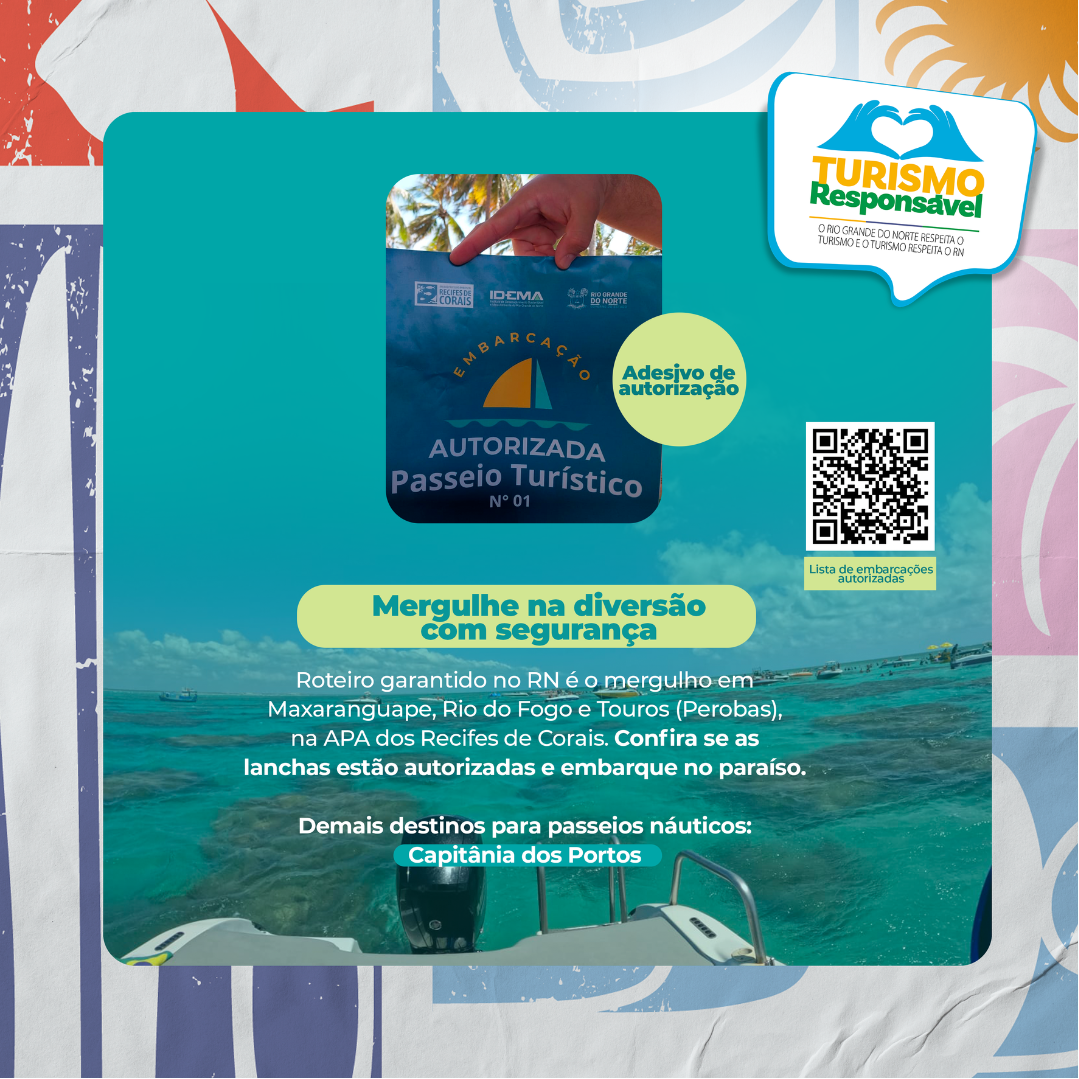 TURISMO
Responsável
O RIO GRANDE DO NORTE RESPEITA O
TURISMO E O TURISMO RESPEITA O RN
RECIFES DE
CORAIS
IDEMA
RIO GRANDE
DO NORTE
EMBARCAÇÃO
AUTORIZADA
Passeio Turístico
N° 01
Adesivo de
autorização
Lista de embarcações
autorizadas
Mergulhe na diversão
com segurança
Roteiro garantido no RN é o mergulho em
Maxaranguape, Rio do Fogo e Touros (Perobas),
na APA dos Recifes de Corais. Confira se as
lanchas estão autorizadas e embarque no paraíso.
Demais destinos para passeios náuticos:
Capitânia dos Portos